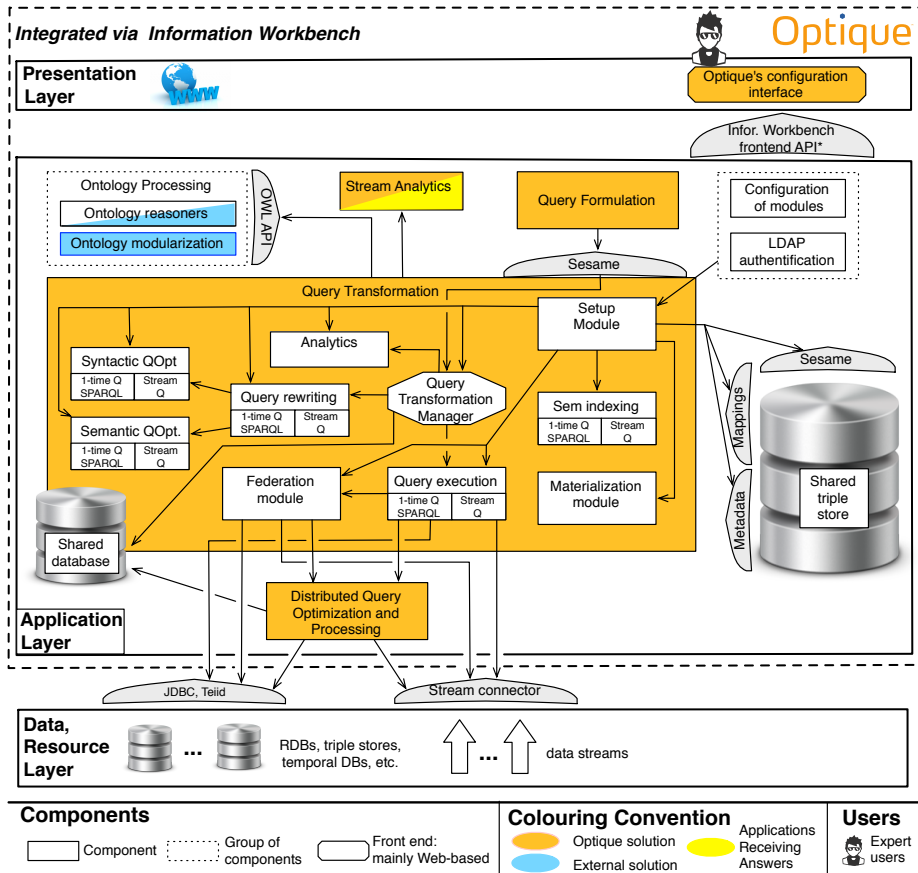 Integrated via Information Workbench
Optique
Presentation
Layer
WWW
Optique's configuration
interface
Infor. Workbench
frontend API*
Ontology Processing
Ontology reasoners
Ontology modularization
OWL API
Stream Analytics
Query Formulation
Configuration
of modules
LDAP
authentification
Sesame
Query Transformation
Setup
Module
Analytics
Sesame
Syntactic QOpt
1-time Q
SPARQL
Stream
Q
Query rewriting
1-time Q
SPARQL
Stream
Q
Query
Transformation
Manager
Sem indexing
1-time Q
SPARQL
Stream
Q
Mappings
Semantic QOpt.
1-time Q
SPARQL
Stream
Q
Federation
module
Query execution
1-time Q
SPARQL
Stream
Q
Materialization
module
Metadata
Shared
triple
store
Shared
database
Distributed Query
Optimization and
Processing
Application
Layer
JDBC, Teiid
Stream connector
Data,
Resource
Layer
...
RDBs, triple stores,
temporal DBs, etc.
...
data streams
Components
Component
Group of
components
Front end:
mainly Web-based
Colouring Convention
Optique solution
External solution
Applications
Receiving
Answers
Users
Expert
users